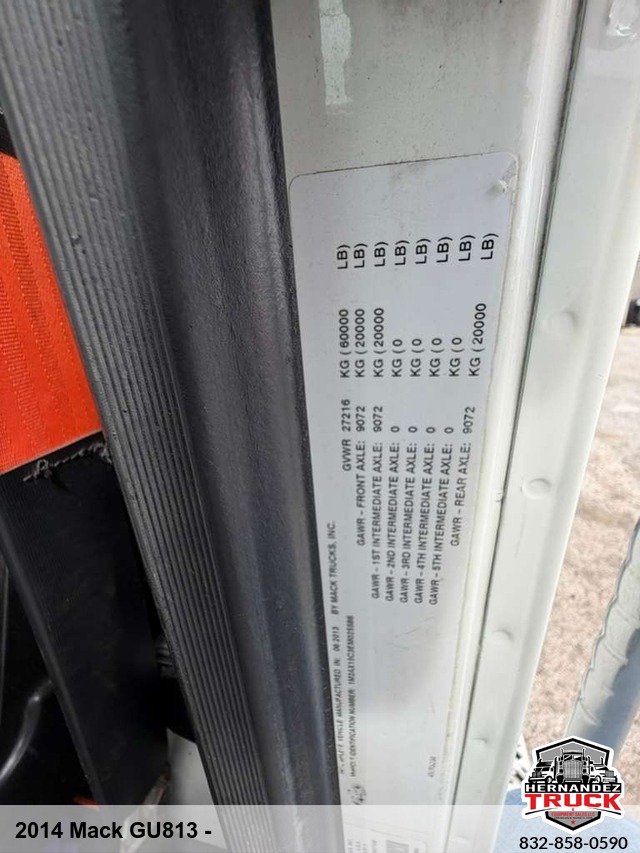 INCOMPLETE VEHICLE MANUFACTURED IN: 06 2013 BY MACK TRUCKS, INC.
GVWR 27216 KG (60000 LB)
GAWR - FRONT AXLE: 9072 KG (20000 LB)
GAWR - 1ST INTERMEDIATE AXLE: 9072 KG (20000 LB)
GAWR - 2ND INTERMEDIATE AXLE: 0 KG (0 LB)
GAWR - 3RD INTERMEDIATE AXLE: 0 KG (0 LB)
GAWR - 4TH INTERMEDIATE AXLE: 0 KG (0 LB)
GAWR - 5TH INTERMEDIATE AXLE: 0 KG (0 LB)
GAWR - REAR AXLE: 9072 KG (20000 LB)
HERNANDEZ
TRUCK
2014 Mack GU813 -
832-858-0590